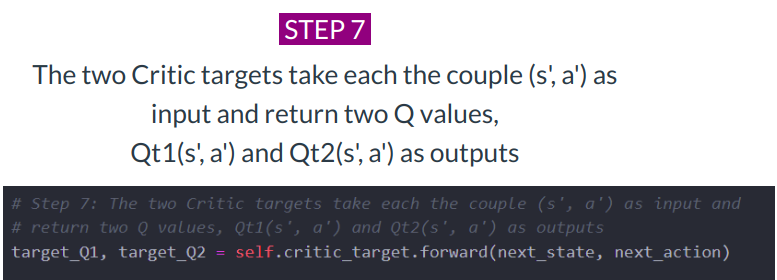 STEP 7
The two Critic targets take each the couple (s', a') as
input and return two Q values,
Qt1(s', a') and Qt2(s', a') as outputs
# Step 7: The two Critic targets take each the couple (s', a') as input and
# return two Q values, Qt1(s', a') and Qt2(s', a') as outputs
target_Q1, target_Q2 = self.critic_target.forward(next_state, next_action)